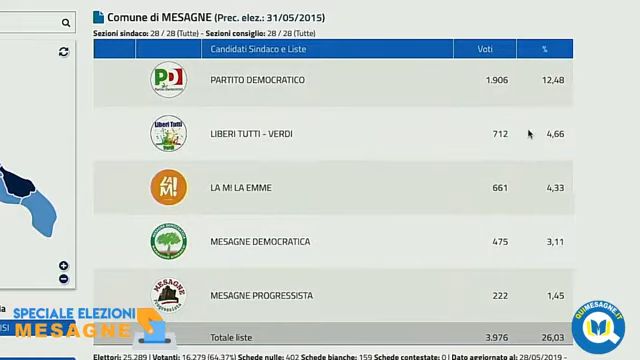 Comune di MESAGNE (Prec. elez.: 31/05/2015)
Sezioni sindaco: 28 / 28 (Tutte) - Sezioni consiglio: 28 / 28 (Tutte)
Candidati Sindaco e Liste Voti %
PD PARTITO DEMOCRATICO 1.906 12,48
Liberi Tutti LIBERI TUTTI - VERDI 712 4,66
LA M! LA M! LA EMME 661 4,33
MESAGNE DEMOCRATICA 475 3,11
MESAGNE MESAGNE PROGRESSISTA 222 1,45
Totale liste 3.976 26,03
SPECIALE ELEZIONI
MESAGNE
QUIMESAGNE.IT
Elettori: 25.289 | Votanti: 16.279 (64,37%) Schede nulle: 402 Schede bianche: 159 Schede contestate: 0 | Dato aggiornato al: 28/05/2019 -